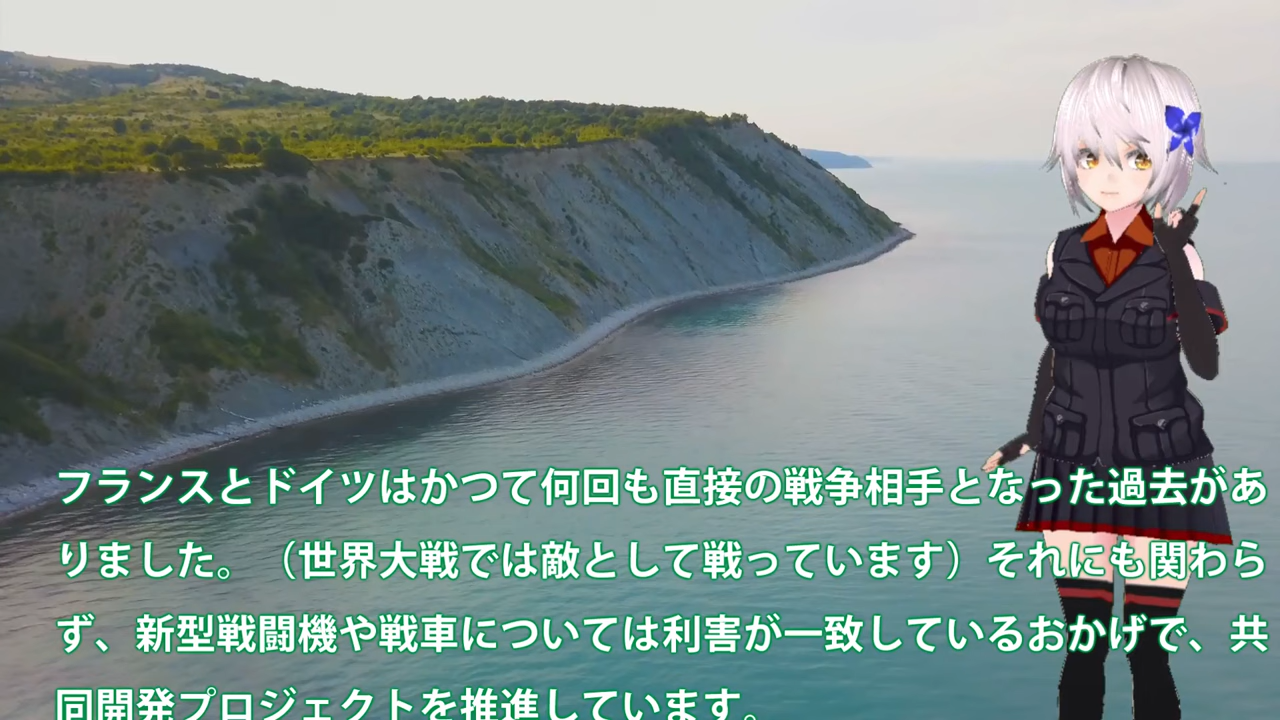 フランスとドイツはかつて何回も直接の戦争相手となった過去があ
りました。（世界大戦では敵として戦っています）それにも関わら
ず、新型戦闘機や戦車については利害が一致しているおかげで、共
同開発プロジェクトを推進しています。